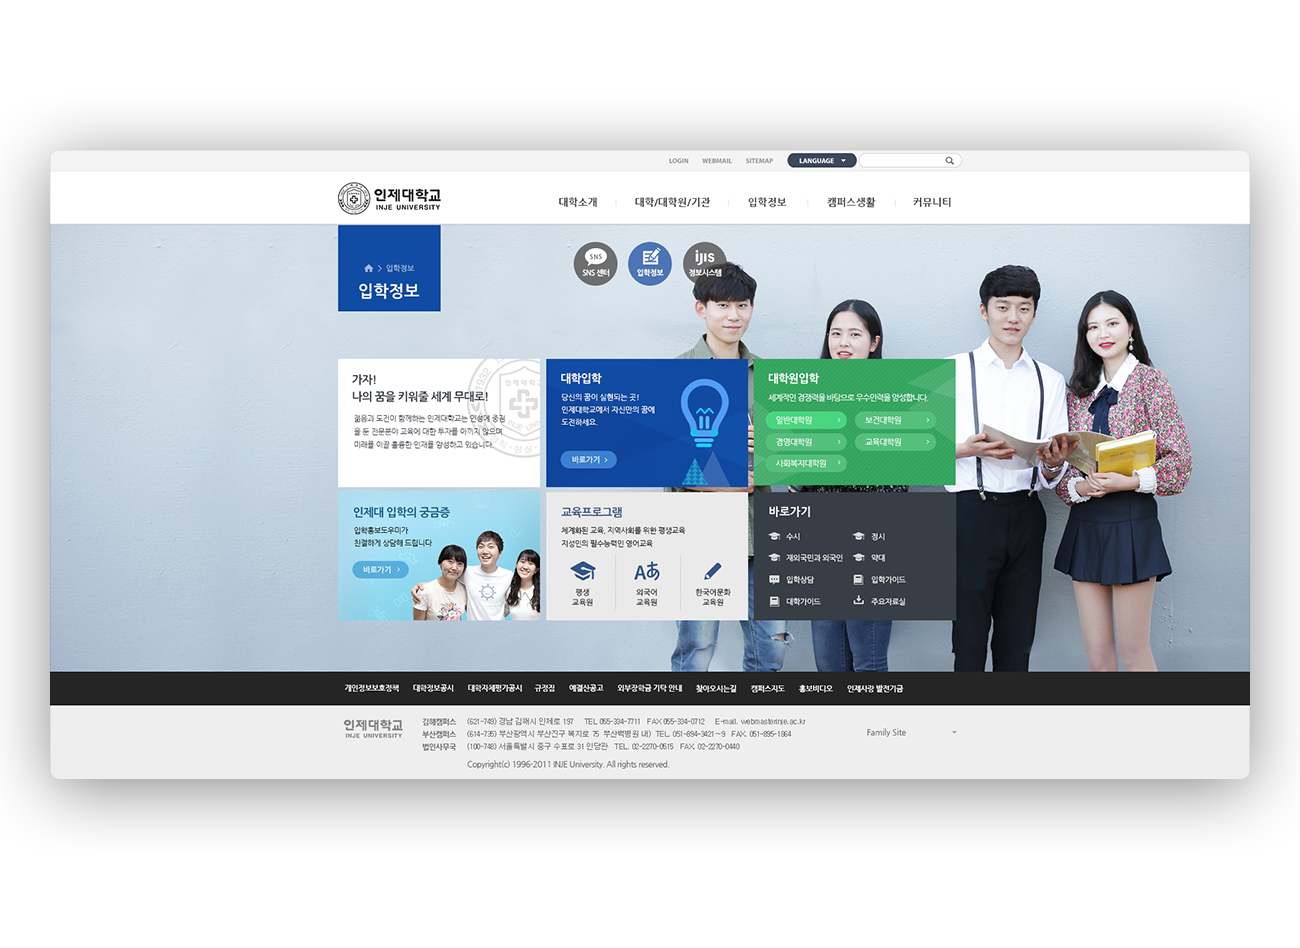 LOGIN WEBMAIL SITEMAP LANGUAGE
인제대학교
INJE UNIVERSITY
대학소개 대학/대학원/기관 입학정보 캠퍼스생활 커뮤니티
입학정보
입학정보
SNS
SNS 센터
입학정보
ijIS
정보시스템
가자!
나의 꿈을 키워줄 세계 무대로!
젊음과 도전이 함께하는 인제대학교는 인성에 중점
을 둔 전문분야 교육에 대한 투자를 아끼지 않으며
미래를 이끌 훌륭한 인재를 양성하고 있습니다.
1932
인제대학교
INJE UNI
대학입학
당신의 꿈이 실현되는 곳!
인제대학교에서 자신만의 꿈에
도전하세요.
바로가기
대학원입학
세계적인 경쟁력을 바탕으로 우수인력을 양성합니다.
일반대학원 보건대학원
경영대학원 교육대학원
사회복지대학원
인제대 입학의 궁금증
입학홍보도우미가
친절하게 상담해 드립니다
바로가기
교육프로그램
체계화된 교육, 지역사회를 위한 평생교육
지성인의 필수능력인 영어교육
평생
교육원
Aあ
외국어
교육원
한국어문화
교육원
바로가기
수시 정시
재외국민과 외국인 약대
입학상담 입학가이드
대학가이드 주요자료실
개인정보보호정책 대학정보공시 대학자체평가공시 규정집 예결산공고 외부장학금 기탁 안내 찾아오시는길 캠퍼스지도 홍보비디오 인제사랑 발전기금
인제대학교
INJE UNIVERSITY
김해캠퍼스 (621-749) 경남 김해시 인제로 197 TEL 055-334-7111 FAX 055-334-0712 E-mail. webmasterinje.ac.kr
부산캠퍼스 (614-735) 부산광역시 부산진구 복지로 75 부산백병원 내) TEL. 051-894-3421~9 FAX. 051-895-1864
법인사무국 (100-748) 서울특별시 중구 수표로 31 인당관 TEL. 02-2270-0515 FAX. 02-2270-0440
Copyright(c) 1996-2011 INJE University. All rights reserved.
Family Site